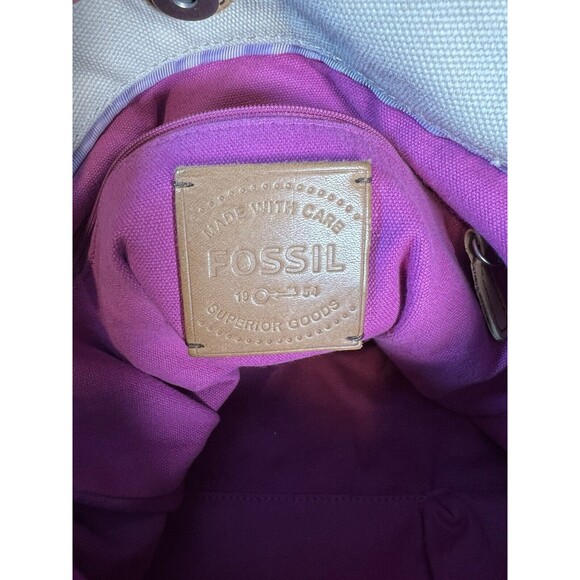 MADE WITH CARE
FOSSIL
19 54
SUPERIOR GOODS